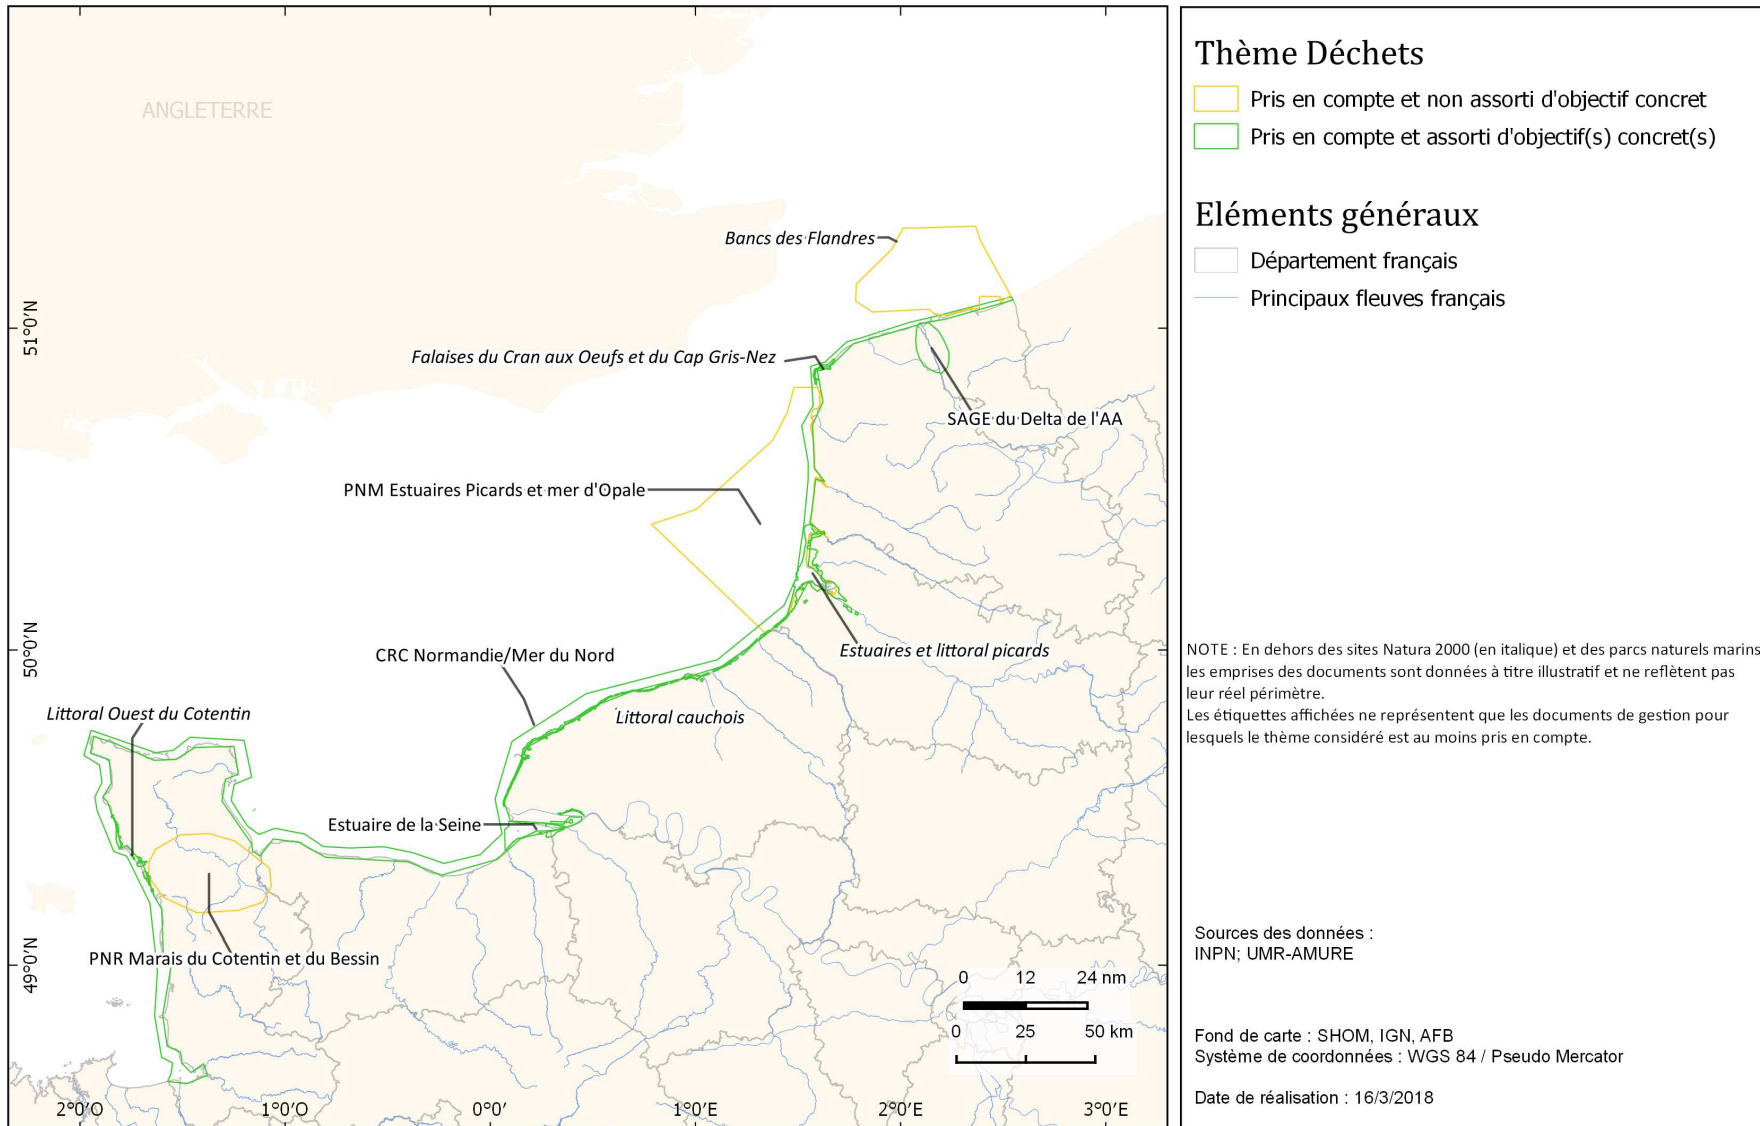 ANGLETERRE
Bancs des Flandres
Falaises du Cran aux Oeufs et du Cap Gris-Nez
SAGE du Delta de l'AA
PNM Estuaires Picards et mer d'Opale
CRC Normandie/Mer du Nord
Estuaires et littoral picards
Littoral Ouest du Cotentin
Littoral cauchois
Estuaire de la Seine
PNR Marais du Cotentin et du Bessin
51°0'N
50°0'N
49°0'N
0 12 24 nm
0 25 50 km
2°0'O 1°0'O 0°0' 1°0'E 2°0'E 3°0'E
Thème Déchets
Pris en compte et non assorti d'objectif concret
Pris en compte et assorti d'objectif(s) concret(s)
Eléments généraux
Département français
Principaux fleuves français
NOTE : En dehors des sites Natura 2000 (en italique) et des parcs naturels marins
les emprises des documents sont données à titre illustratif et ne reflètent pas
leur réel périmètre.
Les étiquettes affichées ne représentent que les documents de gestion pour
lesquels le thème considéré est au moins pris en compte.
Sources des données :
INPN; UMR-AMURE
Fond de carte : SHOM, IGN, AFB
Système de coordonnées : WGS 84 / Pseudo Mercator
Date de réalisation : 16/3/2018